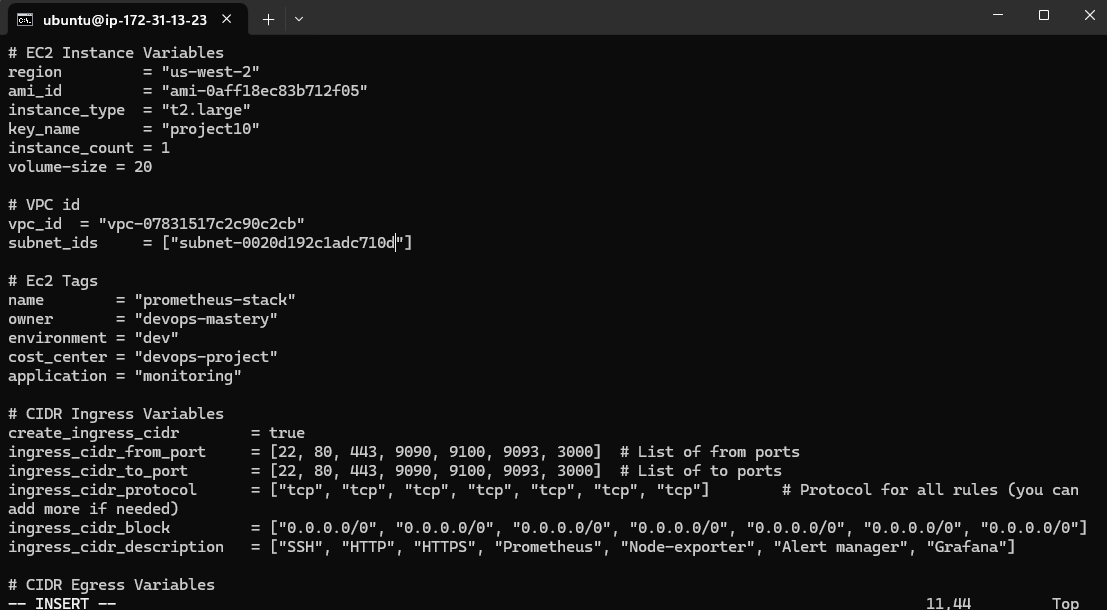 ubuntu@ip-172-31-13-23
# EC2 Instance Variables
region         = "us-west-2"
ami_id         = "ami-0aff18ec83b712f05"
instance_type  = "t2.large"
key_name       = "project10"
instance_count = 1
volume-size = 20
# VPC id
vpc_id  = "vpc-07831517c2c90c2cb"
subnet_ids     = ["subnet-0020d192c1adc710d"]
# Ec2 Tags
name        = "prometheus-stack"
owner       = "devops-mastery"
environment = "dev"
cost_center = "devops-project"
application = "monitoring"
# CIDR Ingress Variables
create_ingress_cidr        = true
ingress_cidr_from_port     = [22, 80, 443, 9090, 9100, 9093, 3000]  # List of from ports
ingress_cidr_to_port       = [22, 80, 443, 9090, 9100, 9093, 3000]  # List of to ports
ingress_cidr_protocol      = ["tcp", "tcp", "tcp", "tcp", "tcp", "tcp", "tcp"]        # Protocol for all rules (you can
add more if needed)
ingress_cidr_block         = ["0.0.0.0/0", "0.0.0.0/0", "0.0.0.0/0", "0.0.0.0/0", "0.0.0.0/0", "0.0.0.0/0", "0.0.0.0/0"]
ingress_cidr_description   = ["SSH", "HTTP", "HTTPS", "Prometheus", "Node-exporter", "Alert manager", "Grafana"]
# CIDR Egress Variables
-- INSERT -- 11,44 Top